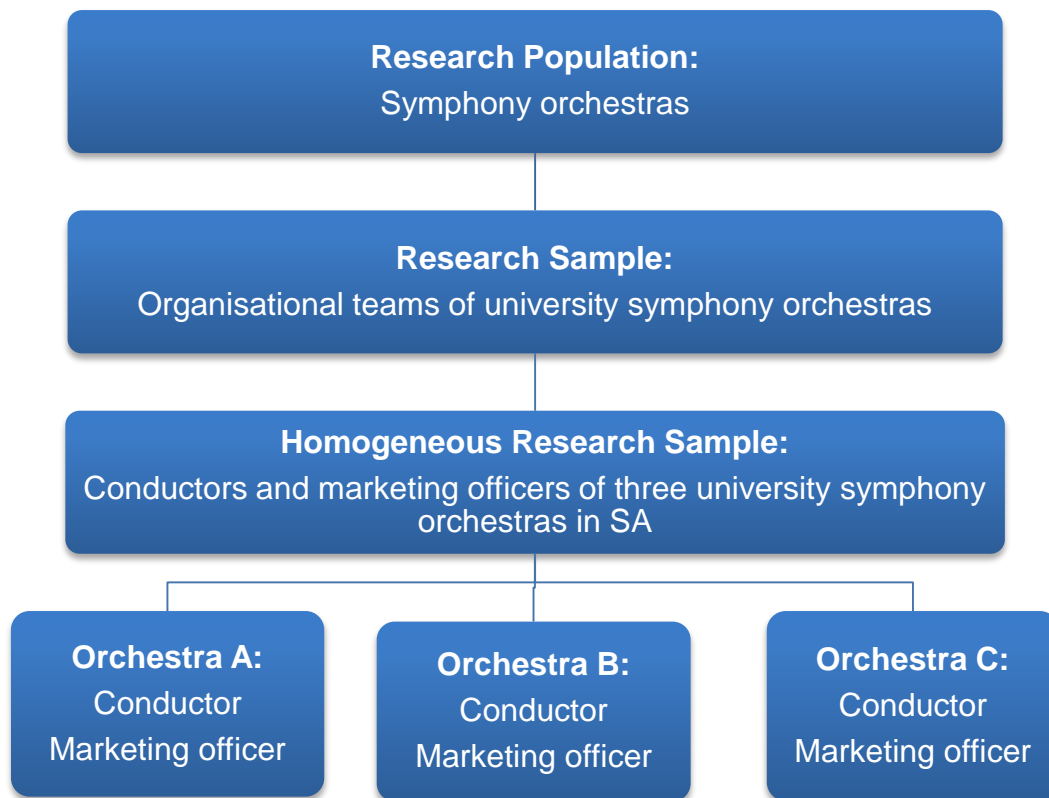 Research Population:
Symphony orchestras
Research Sample:
Organisational teams of university symphony orchestras
Homogeneous Research Sample:
Conductors and marketing officers of three university symphony
orchestras in SA
Orchestra A:
Conductor
Marketing officer
Orchestra B:
Conductor
Marketing officer
Orchestra C:
Conductor
Marketing officer